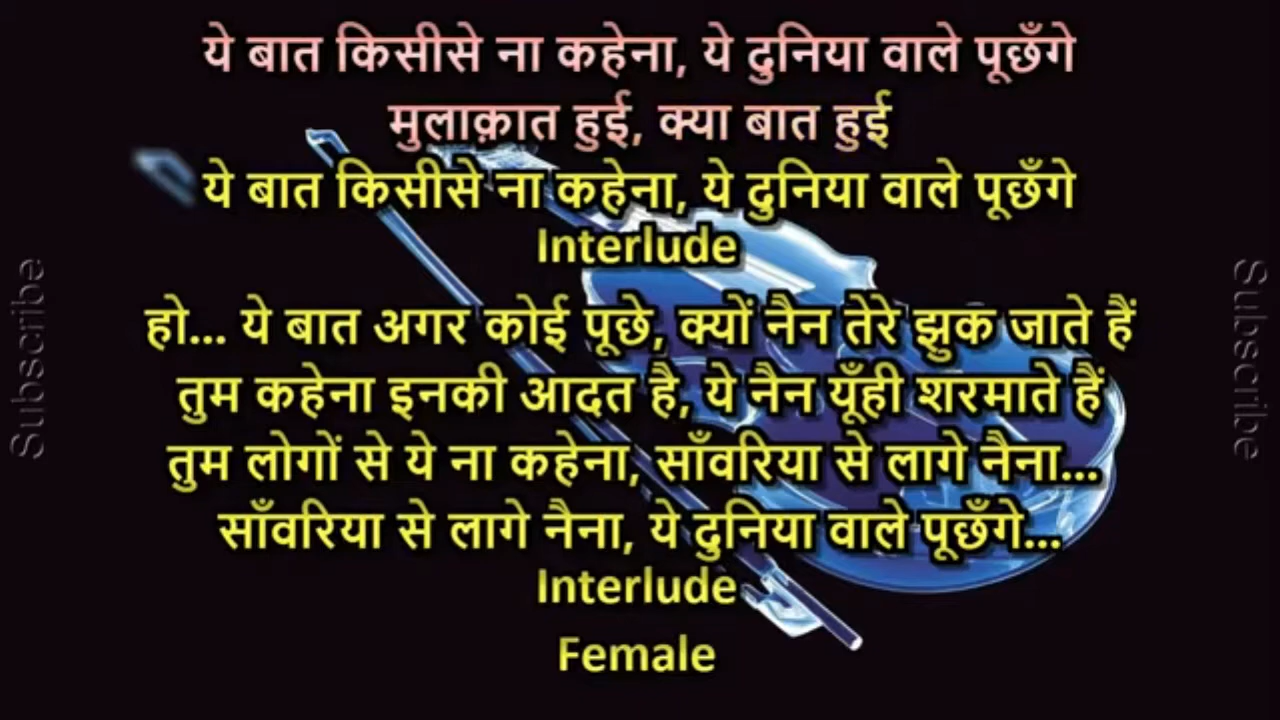 ये बात किसीसे ना कहेना, ये दुनिया वाले पूछँगे
मुलाक़ात हुई, क्या बात हुई
ये बात किसीसे ना कहेना, ये दुनिया वाले पूछँगे
Interlude
हो... ये बात अगर कोई पूछे, क्यों नैन तेरे झुक जाते हैं
तुम कहेना इनकी आदत है, ये नैन यूँही शरमाते हैं
तुम लोगों से ये ना कहेना, साँवरिया से लागे नैना...
साँवरिया से लागे नैना, ये दुनिया वाले पूछँगे...
Interlude
Female
Subscribe
Subscribe